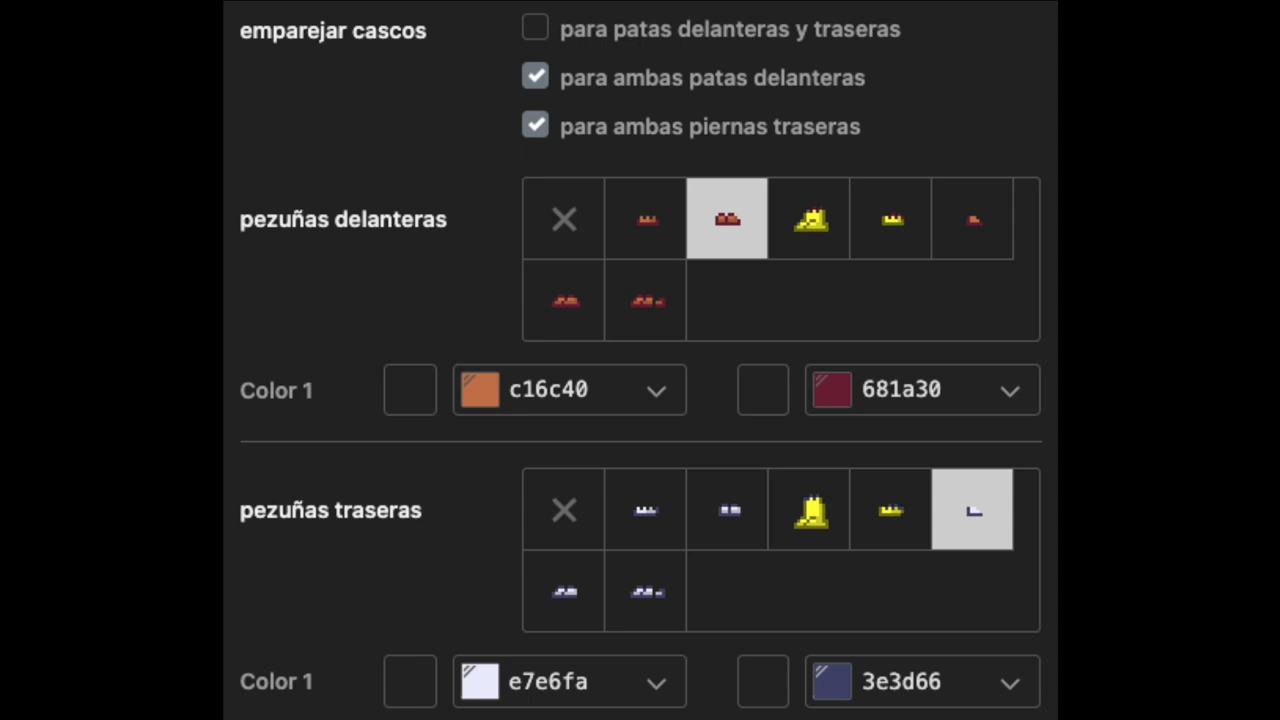 emparejar cascos
para patas delanteras y traseras
para ambas patas delanteras
para ambas piernas traseras
pezuñas delanteras
Color 1 c16c40 681a30
pezuñas traseras
Color 1 e7e6fa 3e3d66